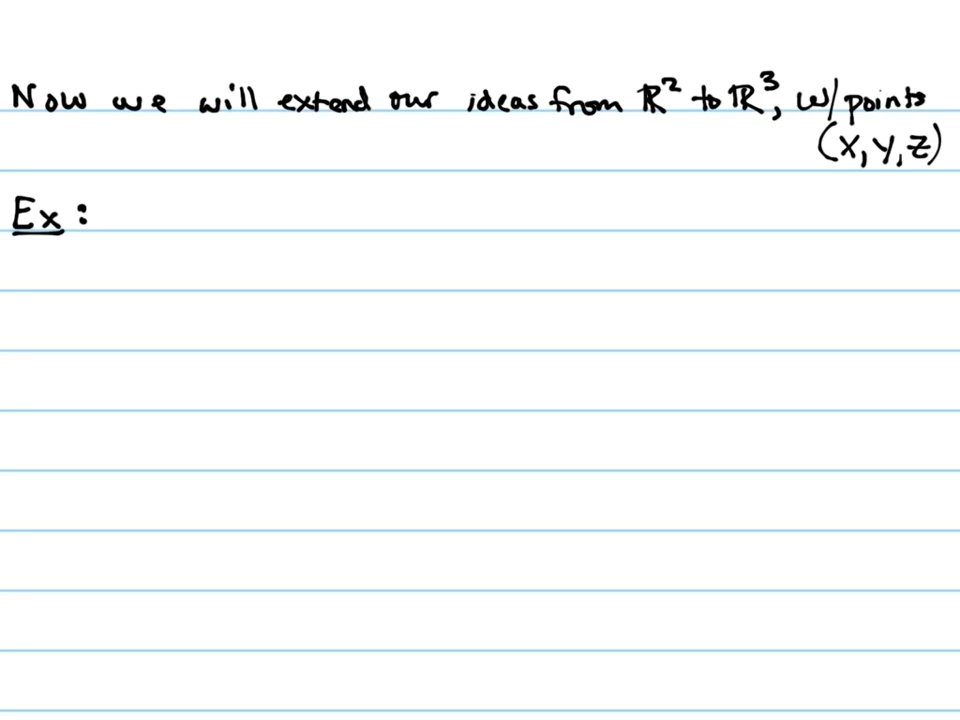 Now we will extend our ideas from ℝ² to ℝ³, w/ points
(x, y, z)
Ex: